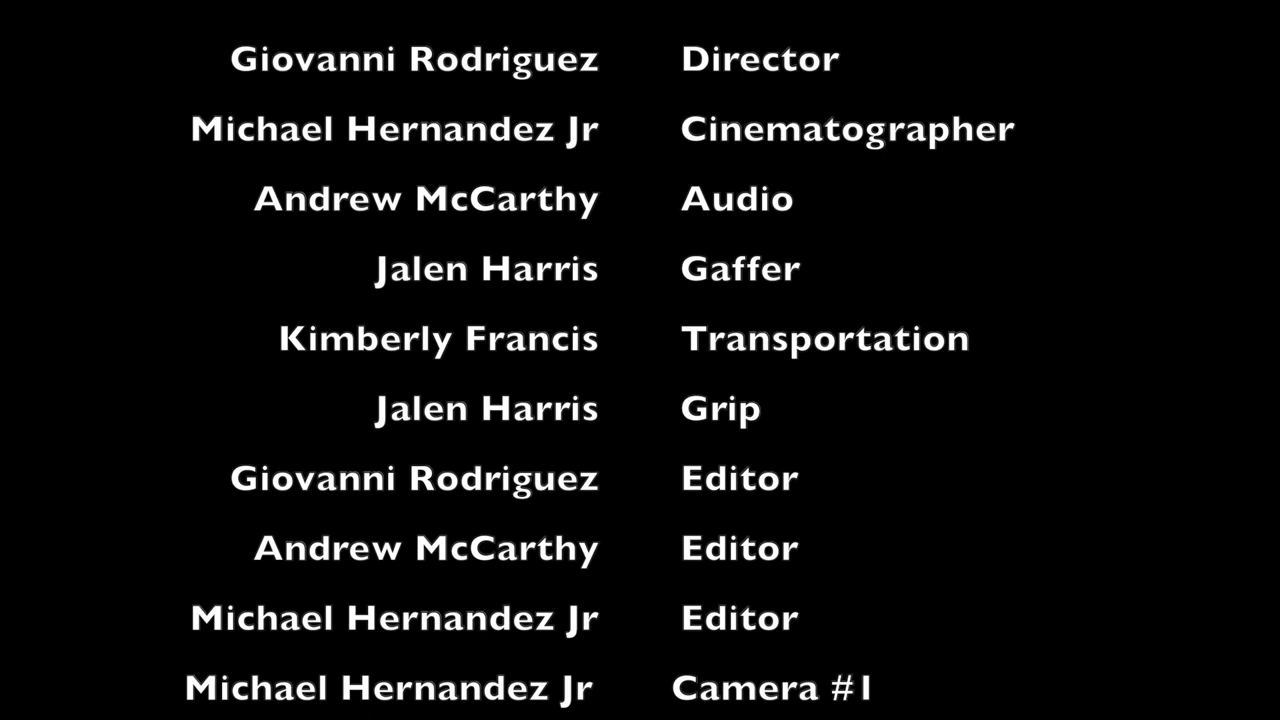 Giovanni Rodriguez Director
Michael Hernandez Jr Cinematographer
Andrew McCarthy Audio
Jalen Harris Gaffer
Kimberly Francis Transportation
Jalen Harris Grip
Giovanni Rodriguez Editor
Andrew McCarthy Editor
Michael Hernandez Jr Editor
Michael Hernandez Jr Camera #1